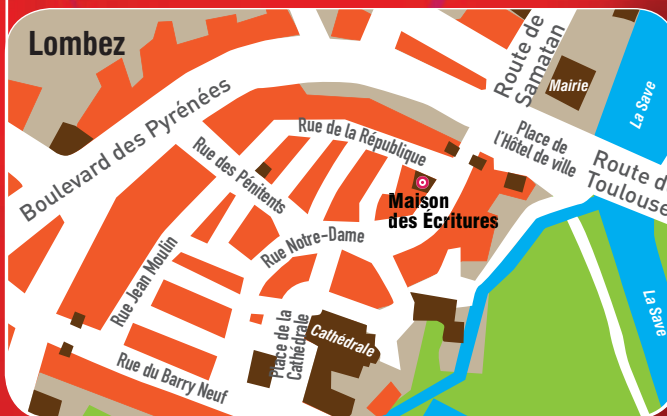 Lombez
Route de
Samatan
Mairie
La Save
Boulevard des Pyrénées
Rue de la République
Place de
l'Hôtel de ville
Route d
Toulouse
Rue des Pénitents
Maison
des Écritures
Rue Notre-Dame
Rue Jean Moulin
Place de la
Cathédrale
Cathédrale
La Save
Rue du Barry Neuf